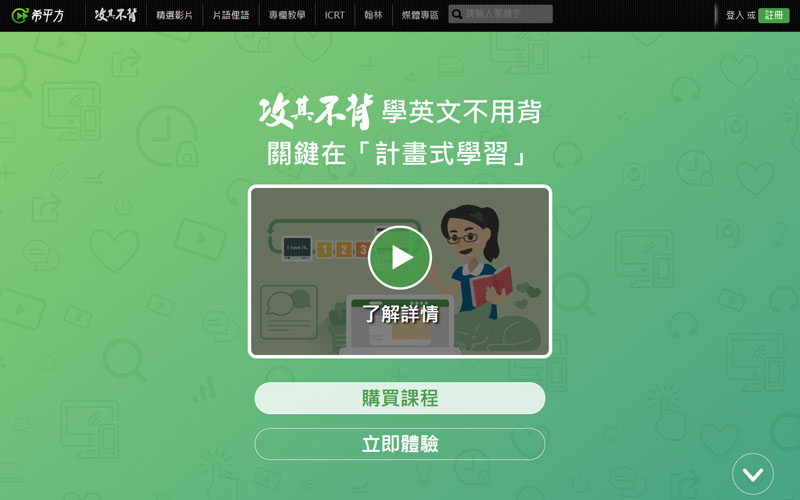 希平方
攻其不背
精選影片
片語俚語
專欄教學
ICRT
翰林
媒體專區
請輸入關鍵字
登入 或 註冊
攻其不背 學英文不用背
關鍵在「計畫式學習」
I love it.
1 2 3
了解詳情
購買課程
立即體驗